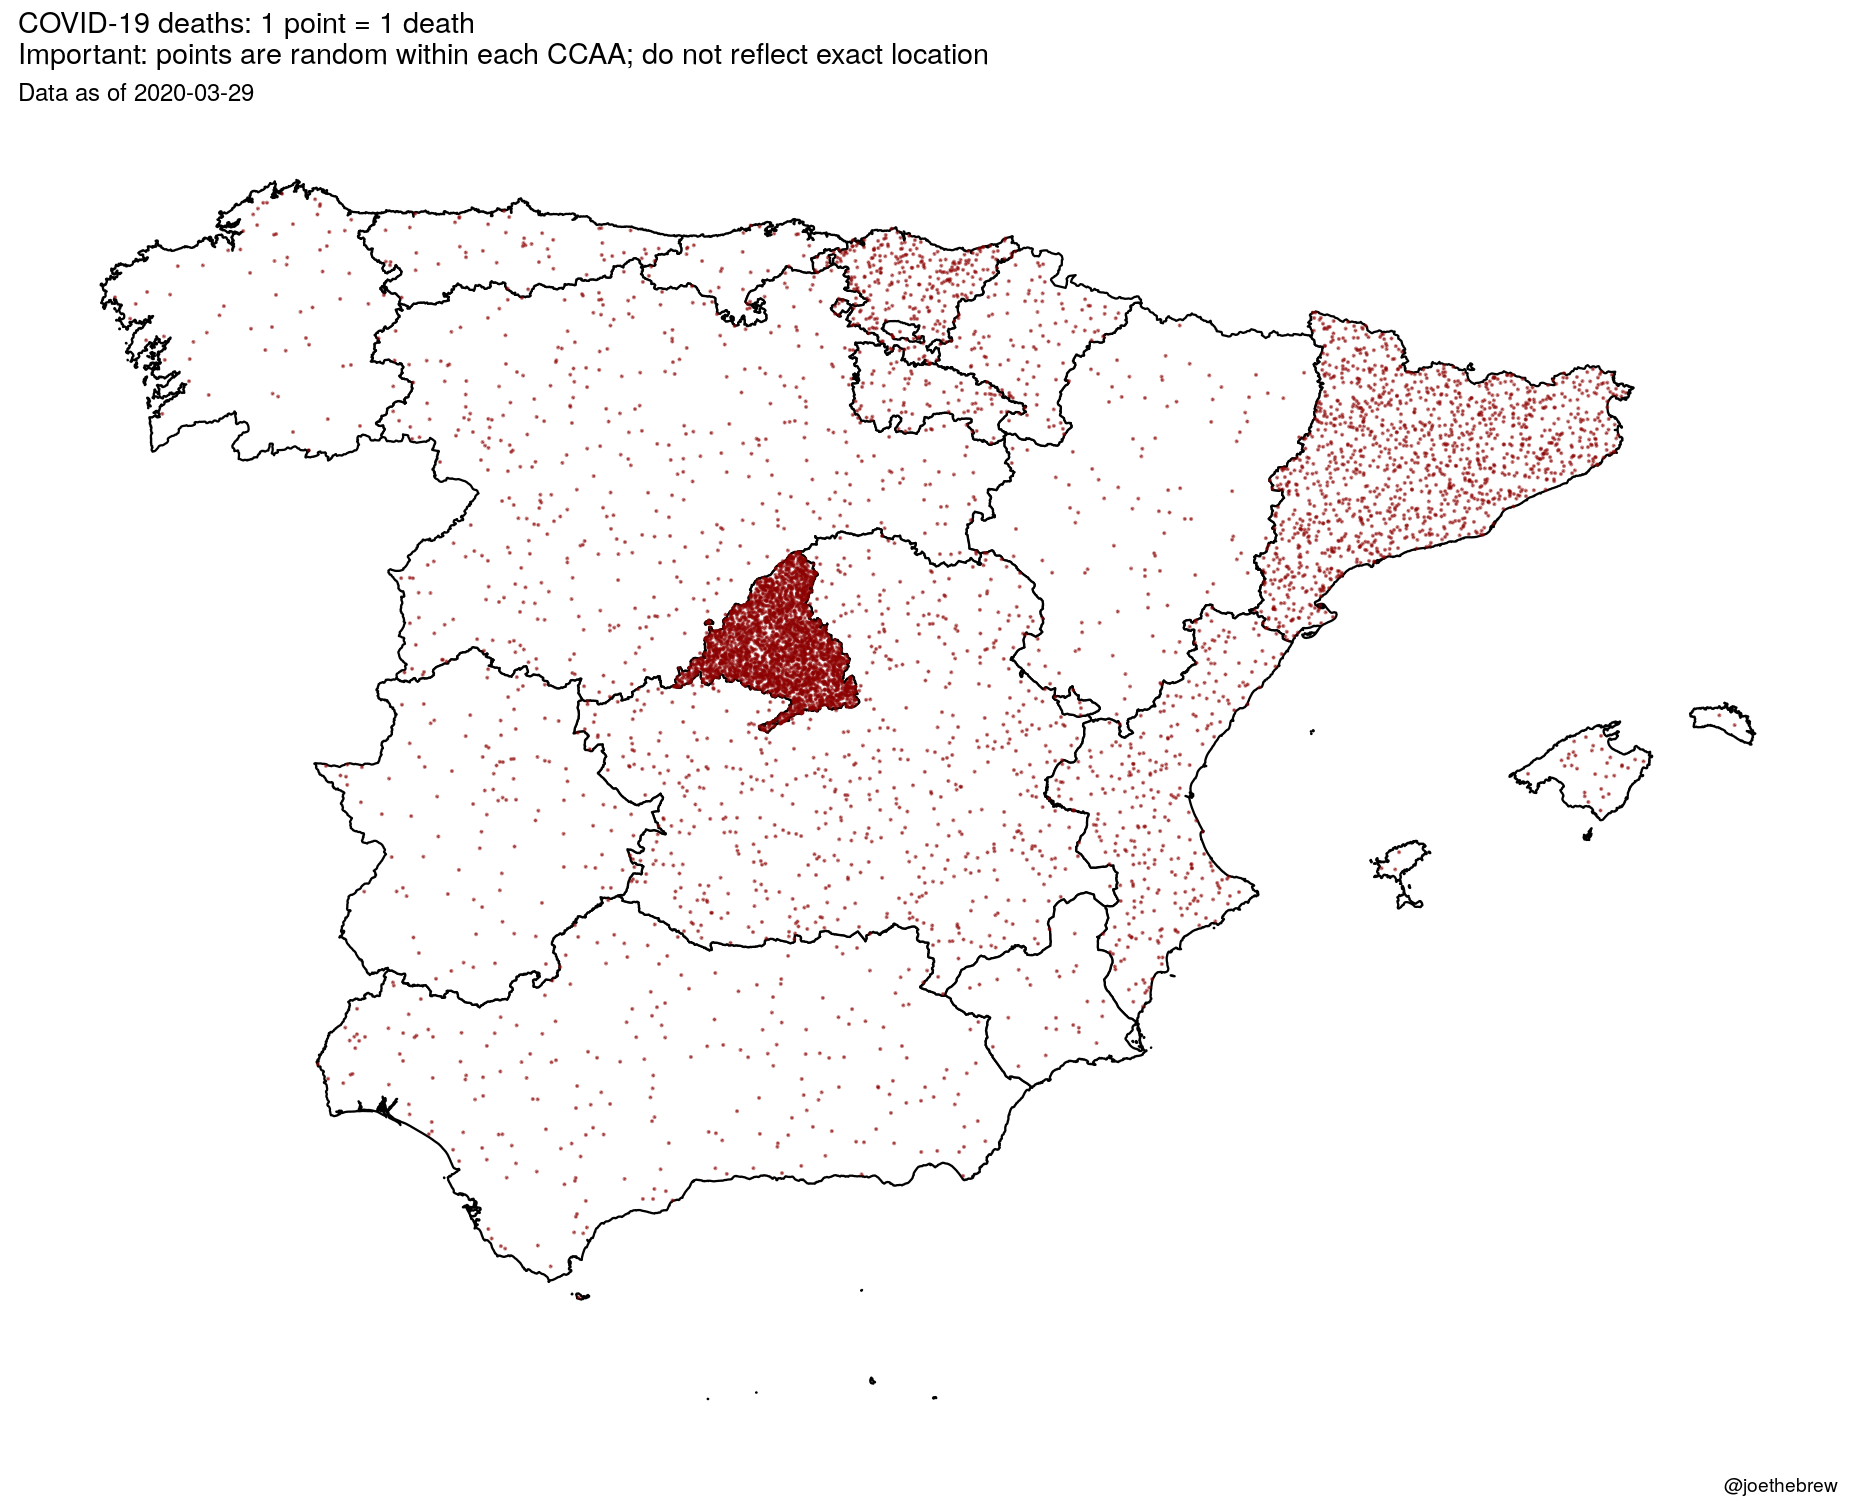 COVID-19 deaths: 1 point = 1 death
Important: points are random within each CCAA; do not reflect exact location
Data as of 2020-03-29
@joethebrew